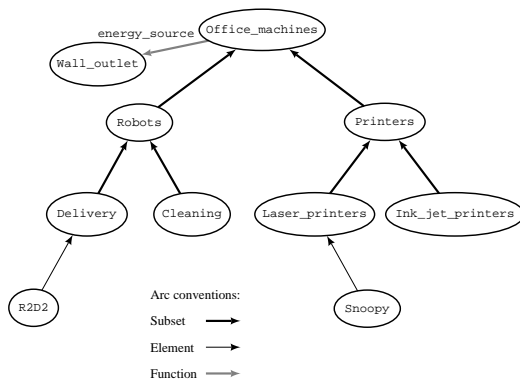 Office_machines
energy_source
Wall_outlet
Robots
Printers
Delivery
Cleaning
Laser_printers
Ink_jet_printers
R2D2
Snoopy
Arc conventions:
Subset
Element
Function